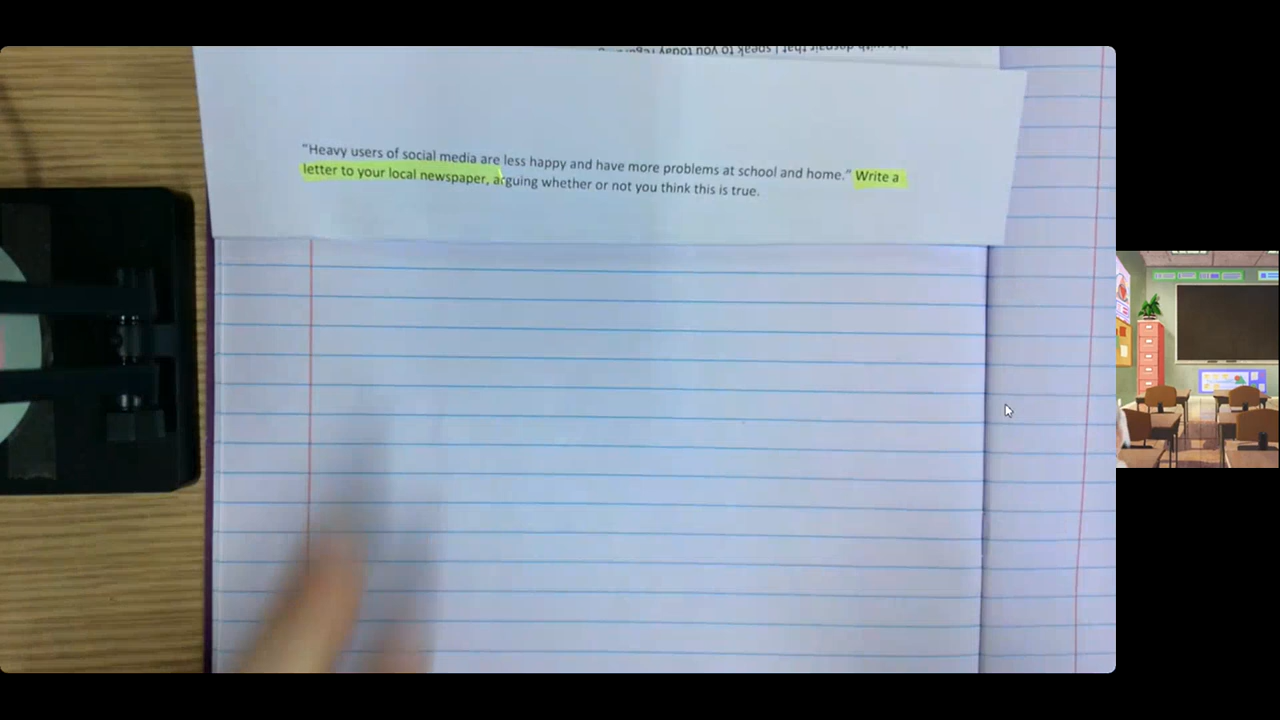 "Heavy users of social media are less happy and have more problems at school and home." Write a
letter to your local newspaper, arguing whether or not you think this is true.